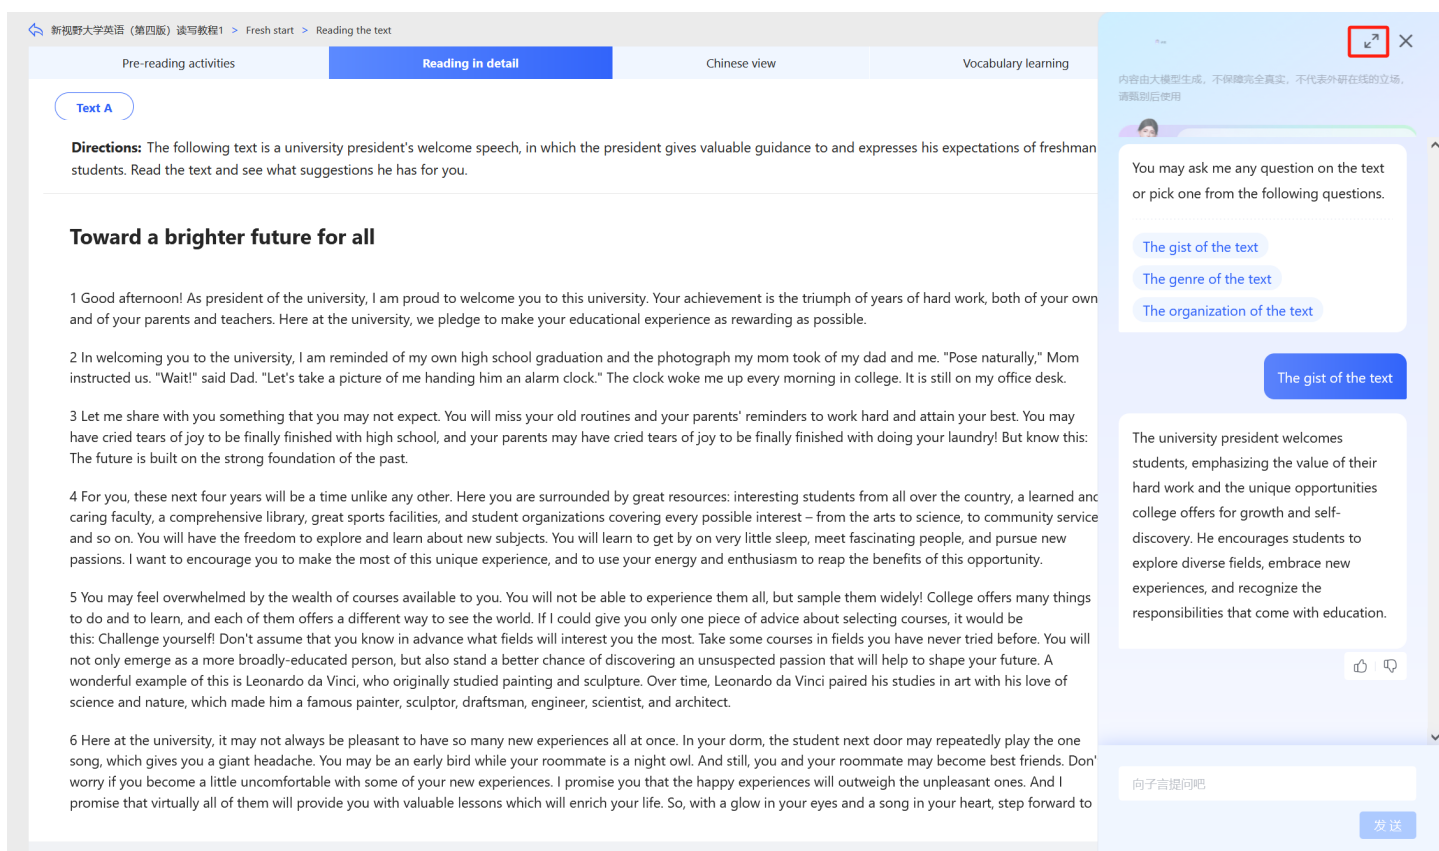 新视野大学英语（第四版）读写教程1 > Fresh start > Reading the text
Pre-reading activities
Reading in detail
Chinese view
Vocabulary learning
Text A
Directions: The following text is a university president's welcome speech, in which the president gives valuable guidance to and expresses his expectations of freshman
students. Read the text and see what suggestions he has for you.
Toward a brighter future for all
1 Good afternoon! As president of the university, I am proud to welcome you to this university. Your achievement is the triumph of years of hard work, both of your own
and of your parents and teachers. Here at the university, we pledge to make your educational experience as rewarding as possible.
2 In welcoming you to the university, I am reminded of my own high school graduation and the photograph my mom took of my dad and me. "Pose naturally," Mom
instructed us. "Wait!" said Dad. "Let's take a picture of me handing him an alarm clock." The clock woke me up every morning in college. It is still on my office desk.
3 Let me share with you something that you may not expect. You will miss your old routines and your parents' reminders to work hard and attain your best. You may
have cried tears of joy to be finally finished with high school, and your parents may have cried tears of joy to be finally finished with doing your laundry! But know this:
The future is built on the strong foundation of the past.
4 For you, these next four years will be a time unlike any other. Here you are surrounded by great resources: interesting students from all over the country, a learned and
caring faculty, a comprehensive library, great sports facilities, and student organizations covering every possible interest – from the arts to science, to community service
and so on. You will have the freedom to explore and learn about new subjects. You will learn to get by on very little sleep, meet fascinating people, and pursue new
passions. I want to encourage you to make the most of this unique experience, and to use your energy and enthusiasm to reap the benefits of this opportunity.
5 You may feel overwhelmed by the wealth of courses available to you. You will not be able to experience them all, but sample them widely! College offers many things
to do and to learn, and each of them offers a different way to see the world. If I could give you only one piece of advice about selecting courses, it would be
this: Challenge yourself! Don't assume that you know in advance what fields will interest you the most. Take some courses in fields you have never tried before. You will
not only emerge as a more broadly-educated person, but also stand a better chance of discovering an unsuspected passion that will help to shape your future. A
wonderful example of this is Leonardo da Vinci, who originally studied painting and sculpture. Over time, Leonardo da Vinci paired his studies in art with his love of
science and nature, which made him a famous painter, sculptor, draftsman, engineer, scientist, and architect.
6 Here at the university, it may not always be pleasant to have so many new experiences all at once. In your dorm, the student next door may repeatedly play the one
song, which gives you a giant headache. You may be an early bird while your roommate is a night owl. And still, you and your roommate may become best friends. Don'
worry if you become a little uncomfortable with some of your new experiences. I promise you that the happy experiences will outweigh the unpleasant ones. And I
promise that virtually all of them will provide you with valuable lessons which will enrich your life. So, with a glow in your eyes and a song in your heart, step forward to
内容由大模型生成，不保障完全真实，不代表外研在线的立场，
请甄别后使用
You may ask me any question on the text
or pick one from the following questions.
The gist of the text
The genre of the text
The organization of the text
The gist of the text
The university president welcomes
students, emphasizing the value of their
hard work and the unique opportunities
college offers for growth and self-
discovery. He encourages students to
explore diverse fields, embrace new
experiences, and recognize the
responsibilities that come with education.
向子言提问吧
发送